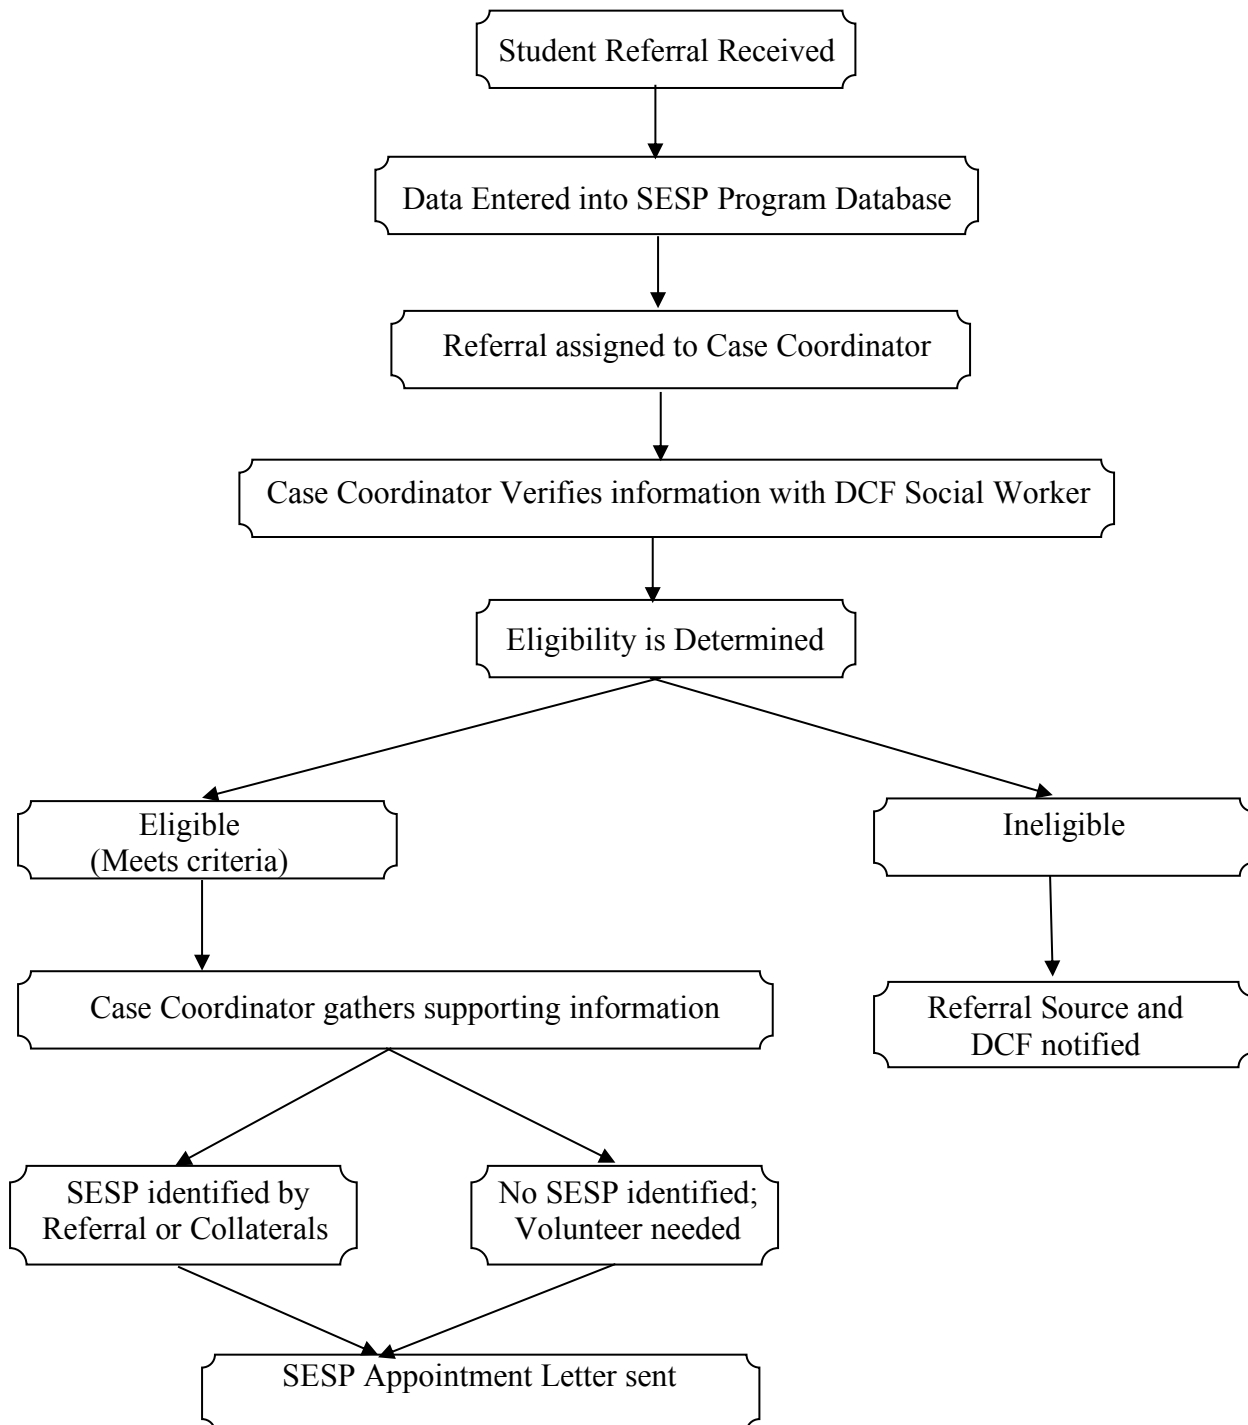 Student Referral Received
Data Entered into SESP Program Database
Referral assigned to Case Coordinator
Case Coordinator Verifies information with DCF Social Worker
Eligibility is Determined
Eligible
(Meets criteria)
Ineligible
Case Coordinator gathers supporting information
Referral Source and
DCF notified
SESP identified by
Referral or Collaterals
No SESP identified;
Volunteer needed
SESP Appointment Letter sent